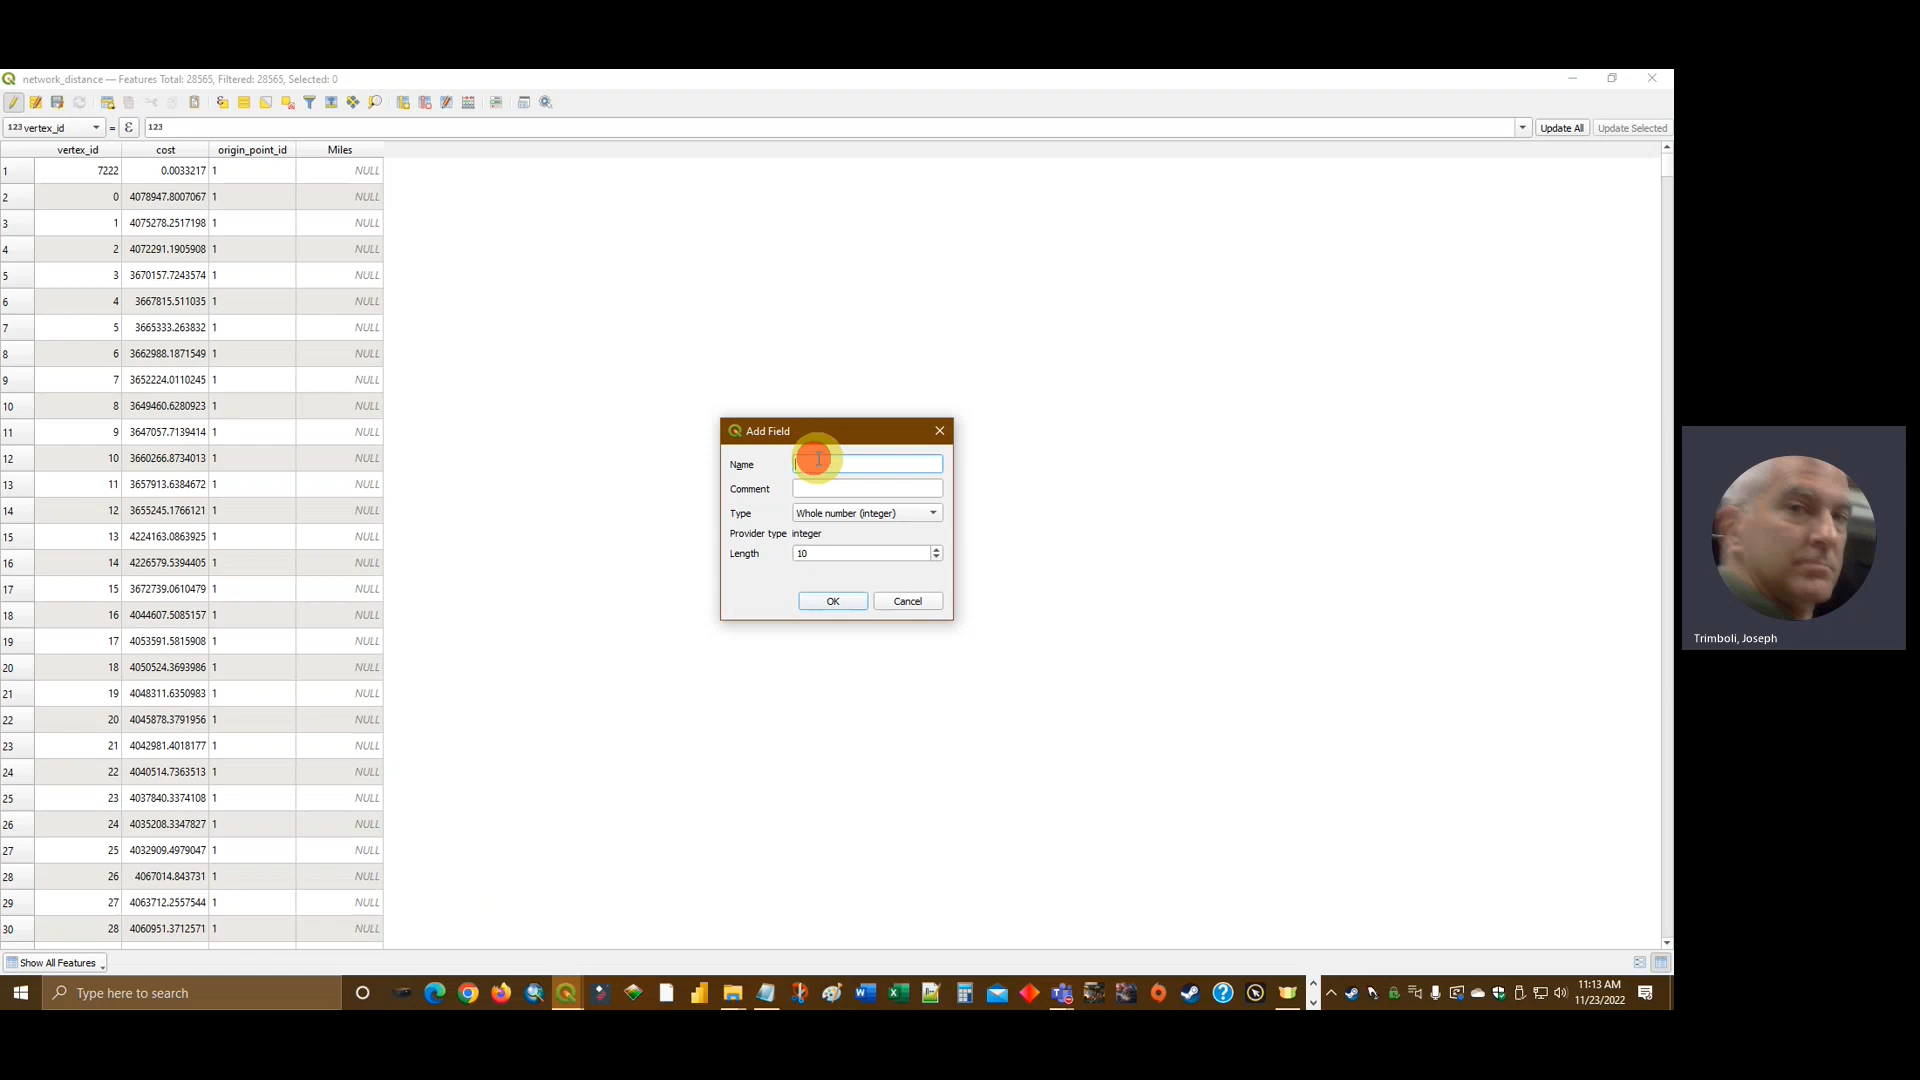 network_distance — Features Total: 28565, Filtered: 28565, Selected: 0
123 vertex_id = ε 123 Update All Update Selected
vertex_id cost origin_point_id Miles
1 7222 0.0033217 1 NULL
2 0 4078947.8007067 1 NULL
3 1 4075278.2517198 1 NULL
4 2 4072291.1905908 1 NULL
5 3 3670157.7243574 1 NULL
6 4 3667815.511035 1 NULL
7 5 3665333.263832 1 NULL
8 6 3662988.1871549 1 NULL
9 7 3652224.0110245 1 NULL
10 8 3649460.6280923 1 NULL
11 9 3647057.7139414 1 NULL
12 10 3660266.8734013 1 NULL
13 11 3657913.6384672 1 NULL
14 12 3655245.1766121 1 NULL
15 13 4224163.0863925 1 NULL
16 14 4226579.5394405 1 NULL
17 15 3672739.0610479 1 NULL
18 16 4044607.5085157 1 NULL
19 17 4053591.5815908 1 NULL
20 18 4050524.3693986 1 NULL
21 19 4048311.6350983 1 NULL
22 20 4045878.3791956 1 NULL
23 21 4042981.4018177 1 NULL
24 22 4040514.7363513 1 NULL
25 23 4037840.3374108 1 NULL
26 24 4035208.3347827 1 NULL
27 25 4032909.4979047 1 NULL
28 26 4067014.843731 1 NULL
29 27 4063712.2557544 1 NULL
30 28 4060951.3712571 1 NULL
Add Field
Name
Comment
Type Whole number (integer)
Provider type integer
Length 10
OK Cancel
Trimboli, Joseph
Show All Features
Type here to search
11:13 AM
11/23/2022